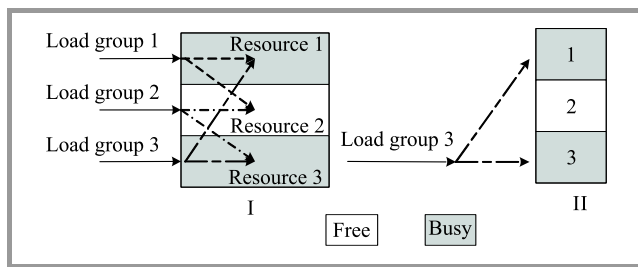 Load group 1
Resource 1
Load group 2
Resource 2
Load group 3
Resource 3
I
Load group 3
1
2
3
II
Free
Busy